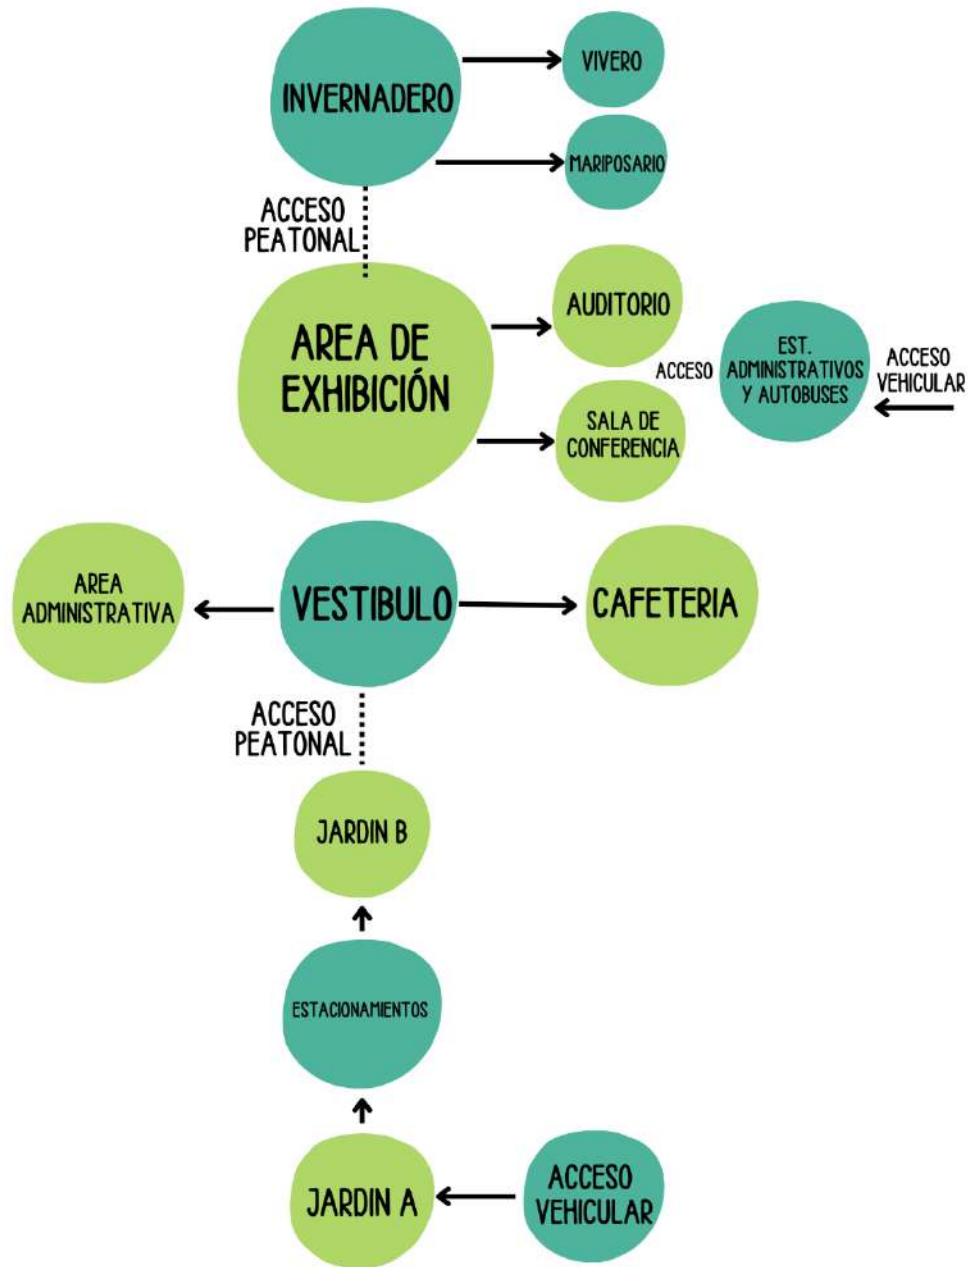 INVERNADERO
VIVERO
MARIPOSARIO
ACCESO
PEATONAL
AREA DE
EXHIBICIÓN
AUDITORIO
SALA DE
CONFERENCIA
ACCESO
EST.
ADMINISTRATIVOS
Y AUTOBUSES
ACCESO
VEHICULAR
AREA
ADMINISTRATIVA
VESTIBULO
CAFETERIA
ACCESO
PEATONAL
JARDIN B
ESTACIONAMIENTOS
JARDIN A
ACCESO
VEHICULAR